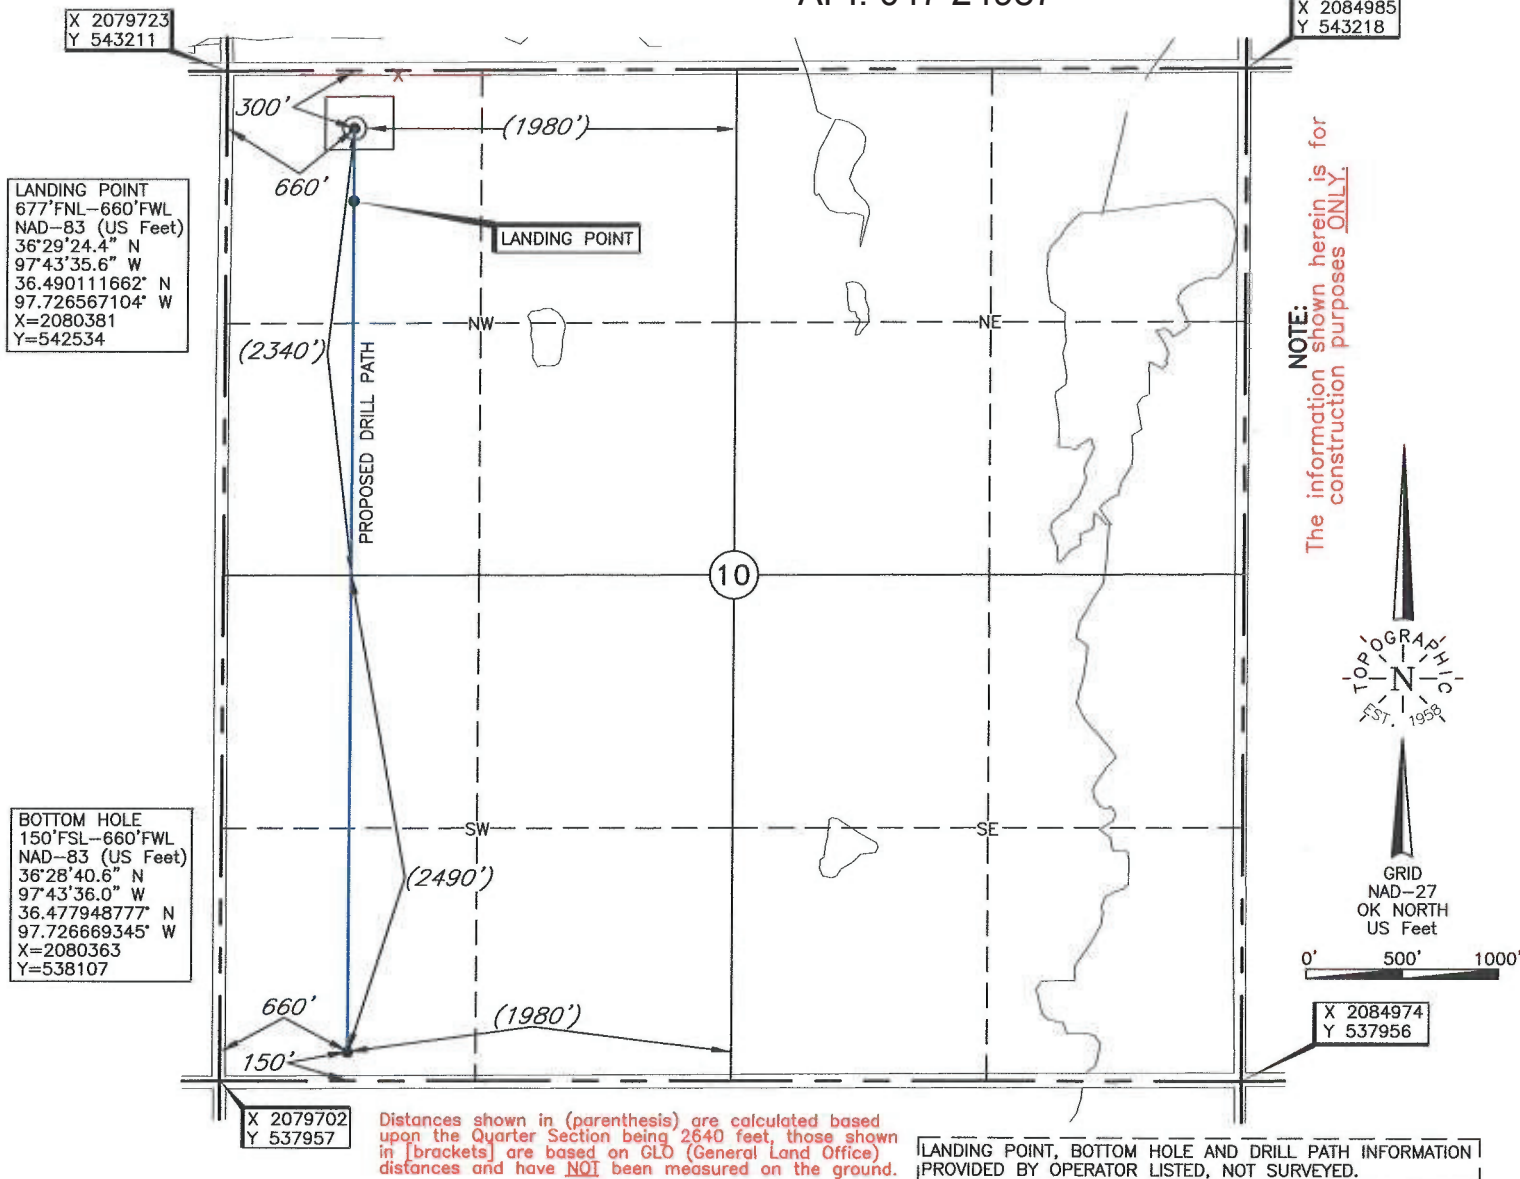 X 2079723
Y 543211
X 2084985
Y 543218
300'
(1980')
660'
LANDING POINT
677'FNL-660'FWL
NAD-83 (US Feet)
36°29'24.4" N
97°43'35.6" W
36.490111662° N
97.726567104° W
X=2080381
Y=542534
LANDING POINT
NW
NE
(2340')
PROPOSED DRILL PATH
NOTE:
The information shown herein is for
construction purposes ONLY.
10
TOPOGRAPHIC
N
EST. 1958
SW
SE
BOTTOM HOLE
150'FSL-660'FWL
NAD-83 (US Feet)
36°28'40.6" N
97°43'36.0" W
36.477948777° N
97.726669345° W
X=2080363
Y=538107
(2490')
GRID
NAD-27
OK NORTH
US Feet
0' 500' 1000'
660'
(1980')
150'
X 2084974
Y 537956
X 2079702
Y 537957
Distances shown in (parenthesis) are calculated based
upon the Quarter Section being 2640 feet, those shown
in [brackets] are based on GLO (General Land Office)
distances and have NOT been measured on the ground.
LANDING POINT, BOTTOM HOLE AND DRILL PATH INFORMATION
PROVIDED BY OPERATOR LISTED, NOT SURVEYED.